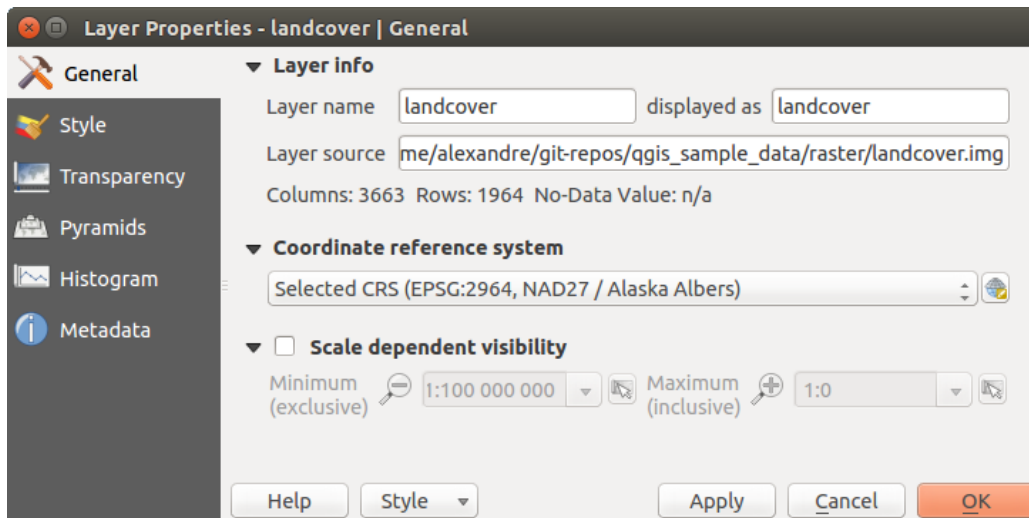 Layer Properties - landcover | General
General
Style
Transparency
Pyramids
Histogram
Metadata
Layer info
Layer name landcover displayed as landcover
Layer source me/alexandre/git-repos/qgis_sample_data/raster/landcover.img
Columns: 3663 Rows: 1964 No-Data Value: n/a
Coordinate reference system
Selected CRS (EPSG:2964, NAD27 / Alaska Albers)
Scale dependent visibility
Minimum (exclusive) 1:100 000 000 Maximum (inclusive) 1:0
Help Style Apply Cancel OK